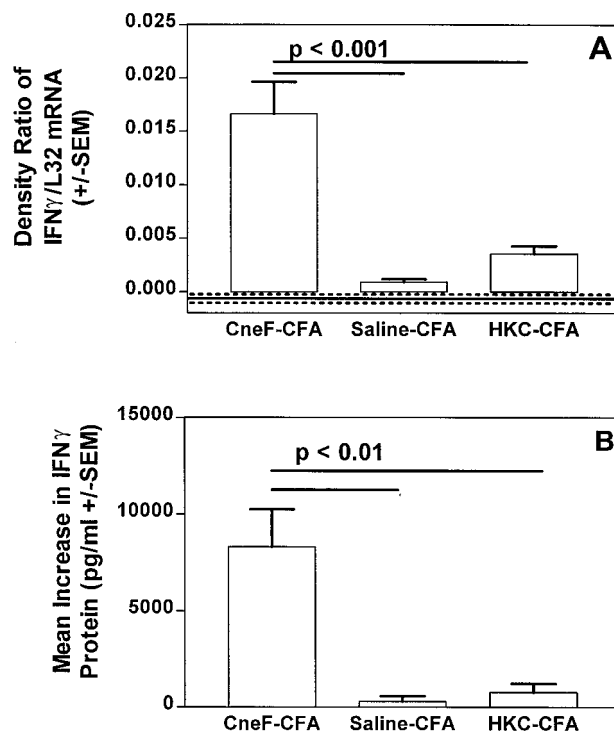 A
p < 0.001
Density Ratio of
IFNγ/L32 mRNA
(+/-SEM)
0.025
0.020
0.015
0.010
0.005
0.000
CneF-CFA Saline-CFA HKC-CFA
B
p < 0.01
Mean Increase in IFNγ
Protein (pg/ml +/-SEM)
15000
10000
5000
0
CneF-CFA Saline-CFA HKC-CFA